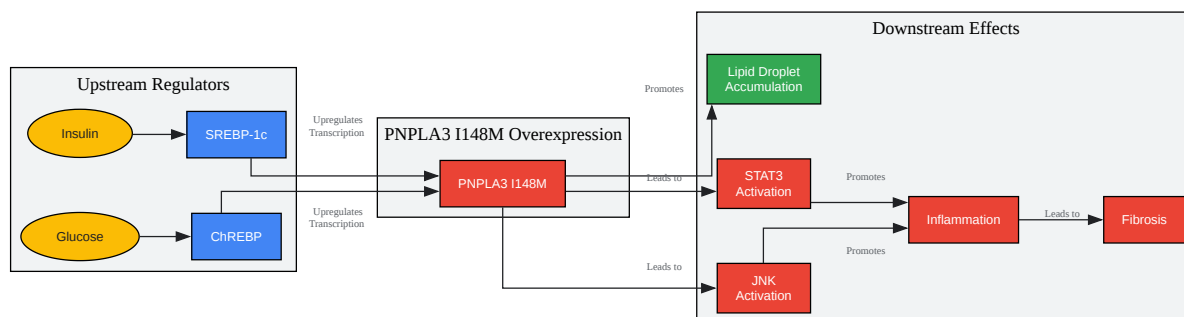 Downstream Effects
Upstream Regulators
Insulin
SREBP-1c
Glucose
ChREBP
Upregulates
Transcription
Upregulates
Transcription
PNPLA3 I148M Overexpression
PNPLA3 I148M
Promotes
Leads to
Leads to
Lipid Droplet
Accumulation
STAT3
Activation
JNK
Activation
Promotes
Promotes
Inflammation
Leads to
Fibrosis